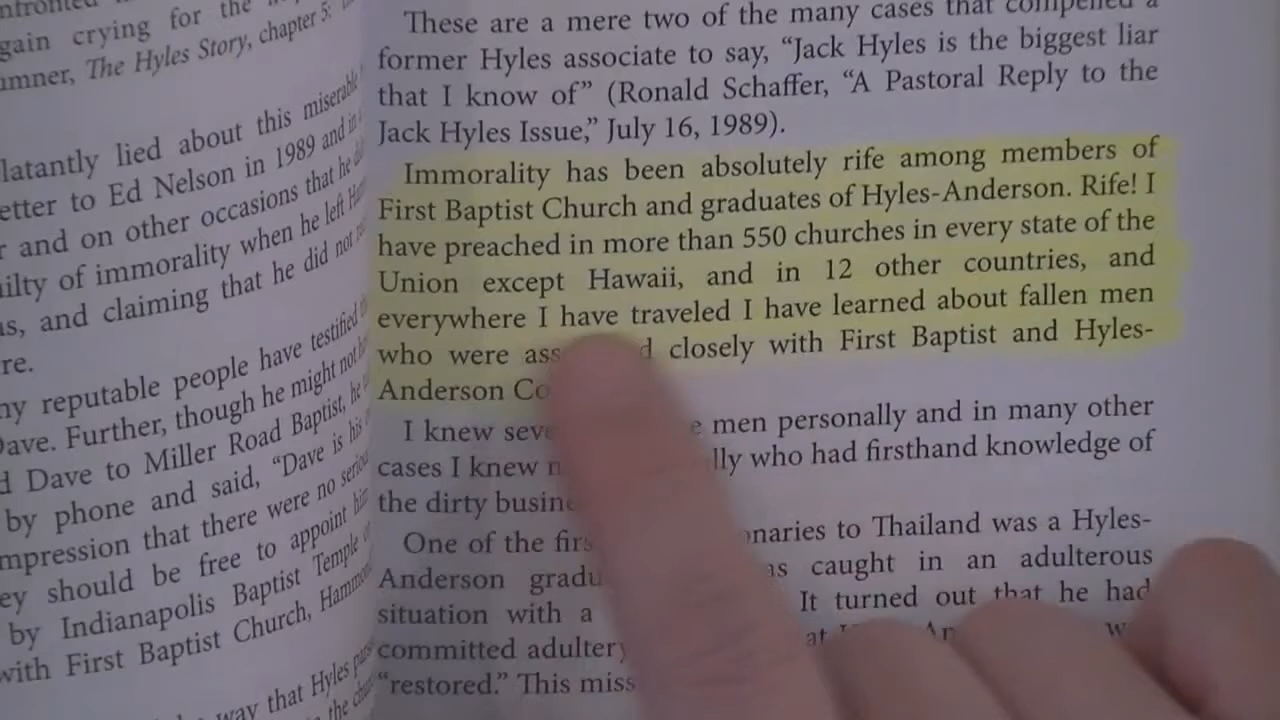 gain crying for the
The Hyles Story, chapter 5:
latantly lied about this miserable
etter to Ed Nelson in 1989 and in
and on other occasions that he
of immorality when he left
and claiming that he did not
re.
reputable people have testified
Dave. Further, though he might not
Dave to Miller Road Baptist, he
by phone and said, "Dave is his
mpression that there were no
should be free to appoint
by Indianapolis Baptist Temple
with First Baptist Church,
way that Hyles
These are a mere two of the many cases that compelled a
former Hyles associate to say, "Jack Hyles is the biggest liar
that I know of" (Ronald Schaffer, "A Pastoral Reply to the
Jack Hyles Issue," July 16, 1989).
Immorality has been absolutely rife among members of
First Baptist Church and graduates of Hyles-Anderson. Rife! I
have preached in more than 550 churches in every state of the
Union except Hawaii, and in 12 other countries, and
everywhere I have traveled I have learned about fallen men
who were ass d closely with First Baptist and Hyles-
Anderson Co
I knew seve e men personally and in many other
cases I knew lly who had firsthand knowledge of
the dirty
One of the onaries to Thailand was a Hyles-
Anderson gradu as caught in an adulterous
situation with a It turned out that he had
committed adultery at
"restored." This miss